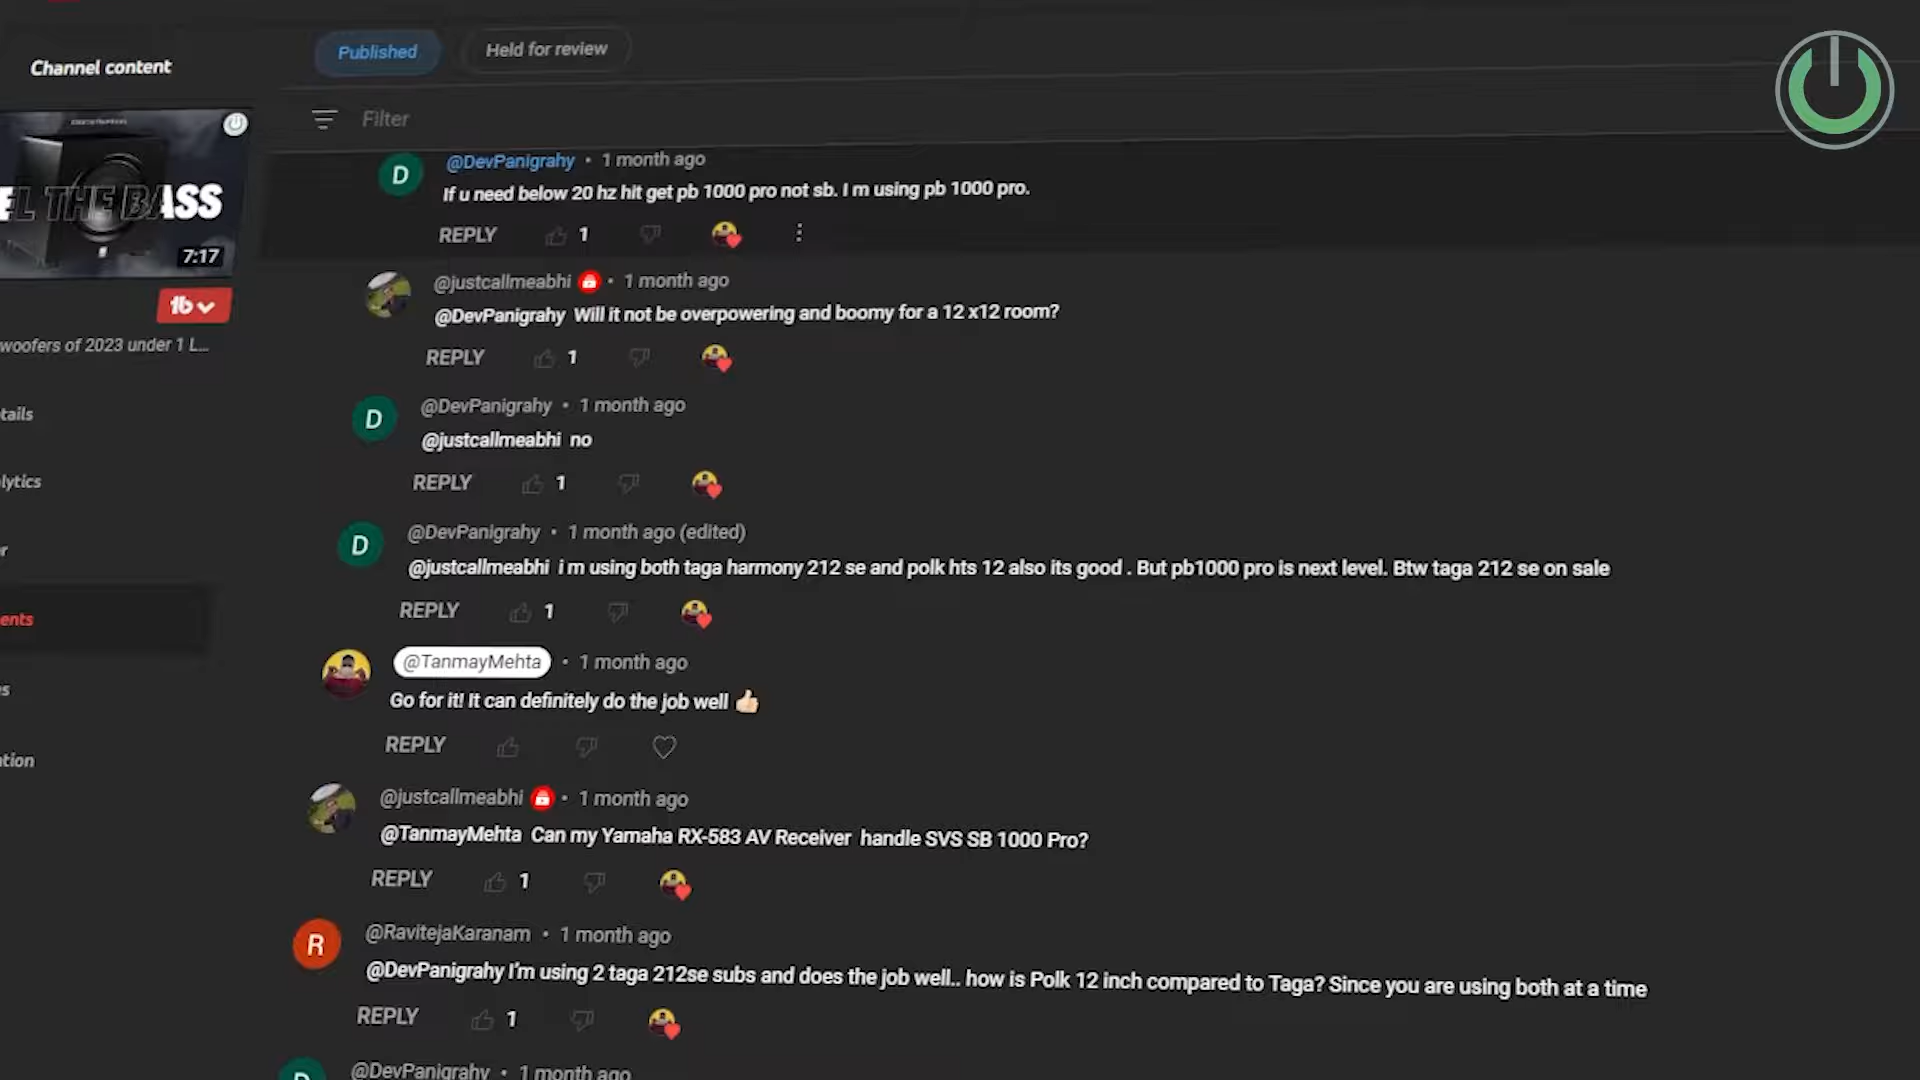 Channel content
Published
Held for review
Filter
BASS
7:17
woofers of 2023 under 1 L...
tails
lytics
r
ents
s
tion
D
@DevPanigrahy • 1 month ago
If u need below 20 hz hit get pb 1000 pro not sb. I m using pb 1000 pro.
REPLY 1
@justcallmeabhi • 1 month ago
@DevPanigrahy Will it not be overpowering and boomy for a 12 x12 room?
REPLY 1
D
@DevPanigrahy • 1 month ago
@justcallmeabhi no
REPLY 1
D
@DevPanigrahy • 1 month ago (edited)
@justcallmeabhi i m using both taga harmony 212 se and polk hts 12 also its good . But pb1000 pro is next level. Btw taga 212 se on sale
REPLY 1
@TanmayMehta • 1 month ago
Go for it! It can definitely do the job well 👍🏻
REPLY
@justcallmeabhi • 1 month ago
@TanmayMehta Can my Yamaha RX-583 AV Receiver handle SVS SB 1000 Pro?
REPLY 1
R
@RavitejaKaranam • 1 month ago
@DevPanigrahy I'm using 2 taga 212se subs and does the job well.. how is Polk 12 inch compared to Taga? Since you are using both at a time
REPLY 1
D
@DevPanigrahy • 1 month ago